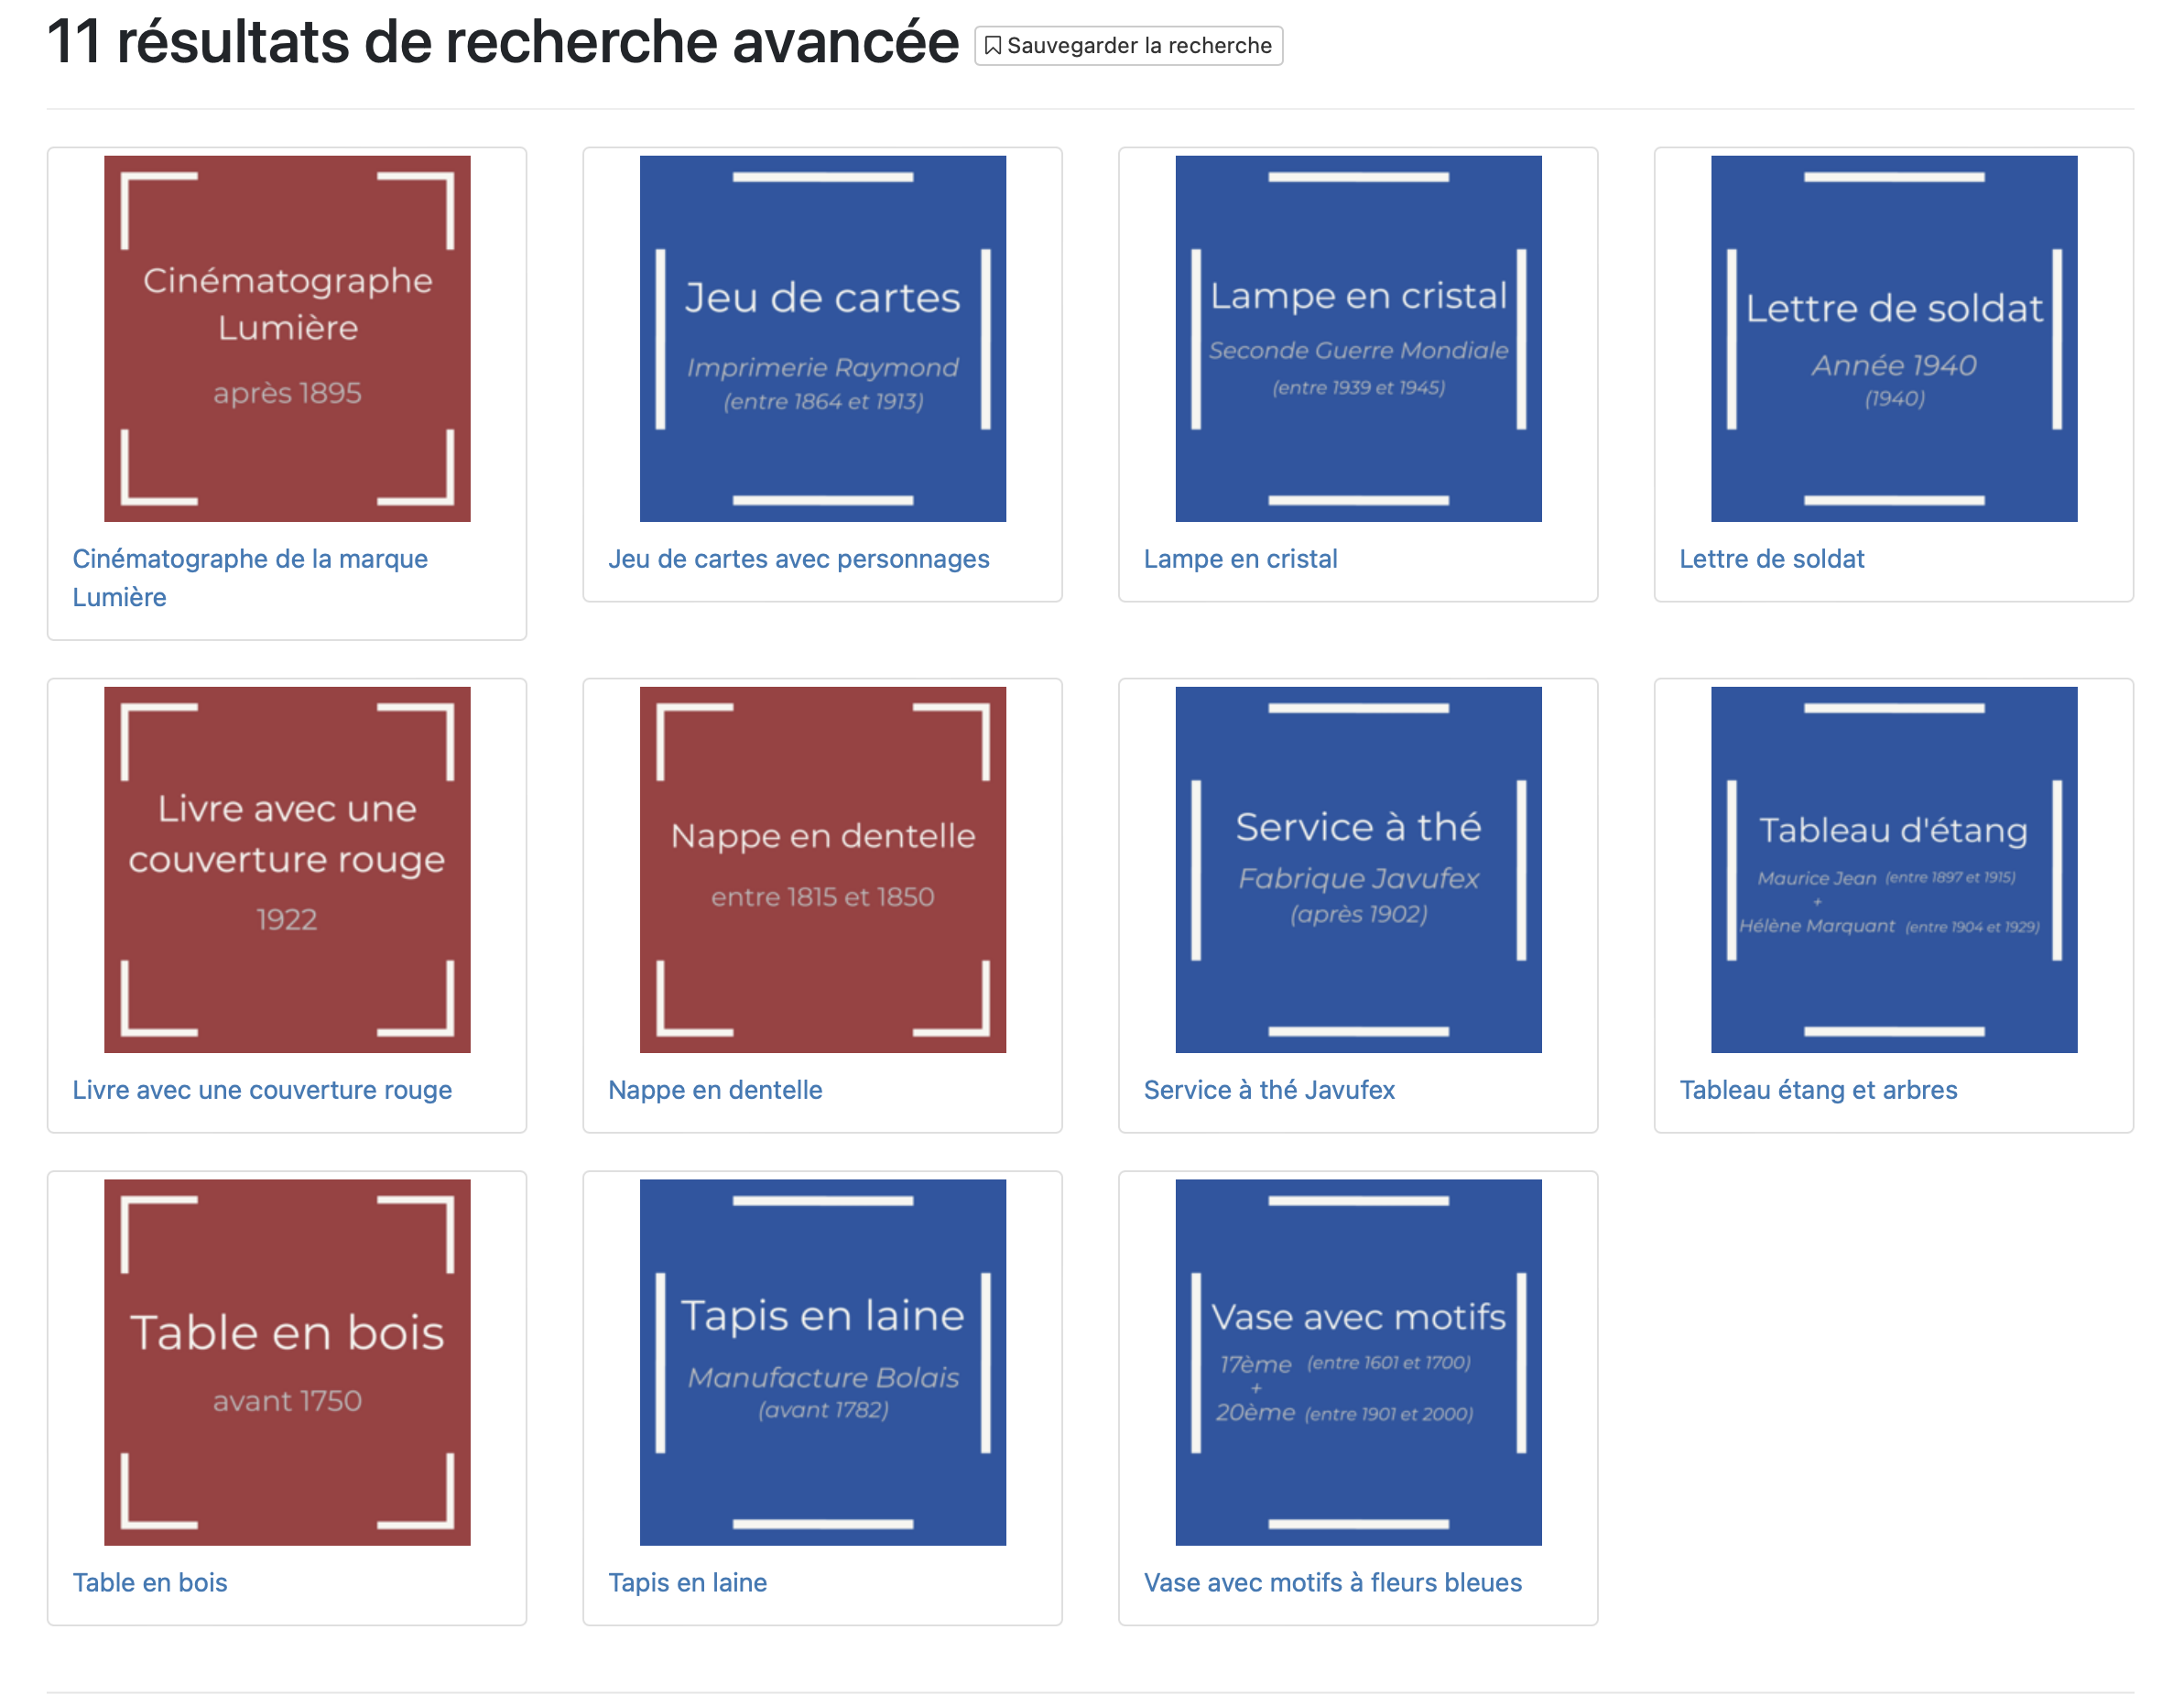 11 résultats de recherche avancée
Sauvegarder la recherche
Cinématographe
Lumière
après 1895
Cinématographe de la marque
Lumière
Jeu de cartes
Imprimerie Raymond
(entre 1864 et 1913)
Jeu de cartes avec personnages
Lampe en cristal
Seconde Guerre Mondiale
(entre 1939 et 1945)
Lampe en cristal
Lettre de soldat
Année 1940
(1940)
Lettre de soldat
Livre avec une
couverture rouge
1922
Livre avec une couverture rouge
Nappe en dentelle
entre 1815 et 1850
Nappe en dentelle
Service à thé
Fabrique Javufex
(après 1902)
Service à thé Javufex
Tableau d'étang
Maurice Jean (entre 1897 et 1915)
+
Hélène Marquant (entre 1904 et 1929)
Tableau étang et arbres
Table en bois
avant 1750
Table en bois
Tapis en laine
Manufacture Bolais
(avant 1782)
Tapis en laine
Vase avec motifs
17ème (entre 1601 et 1700)
+
20ème (entre 1901 et 2000)
Vase avec motifs à fleurs bleues